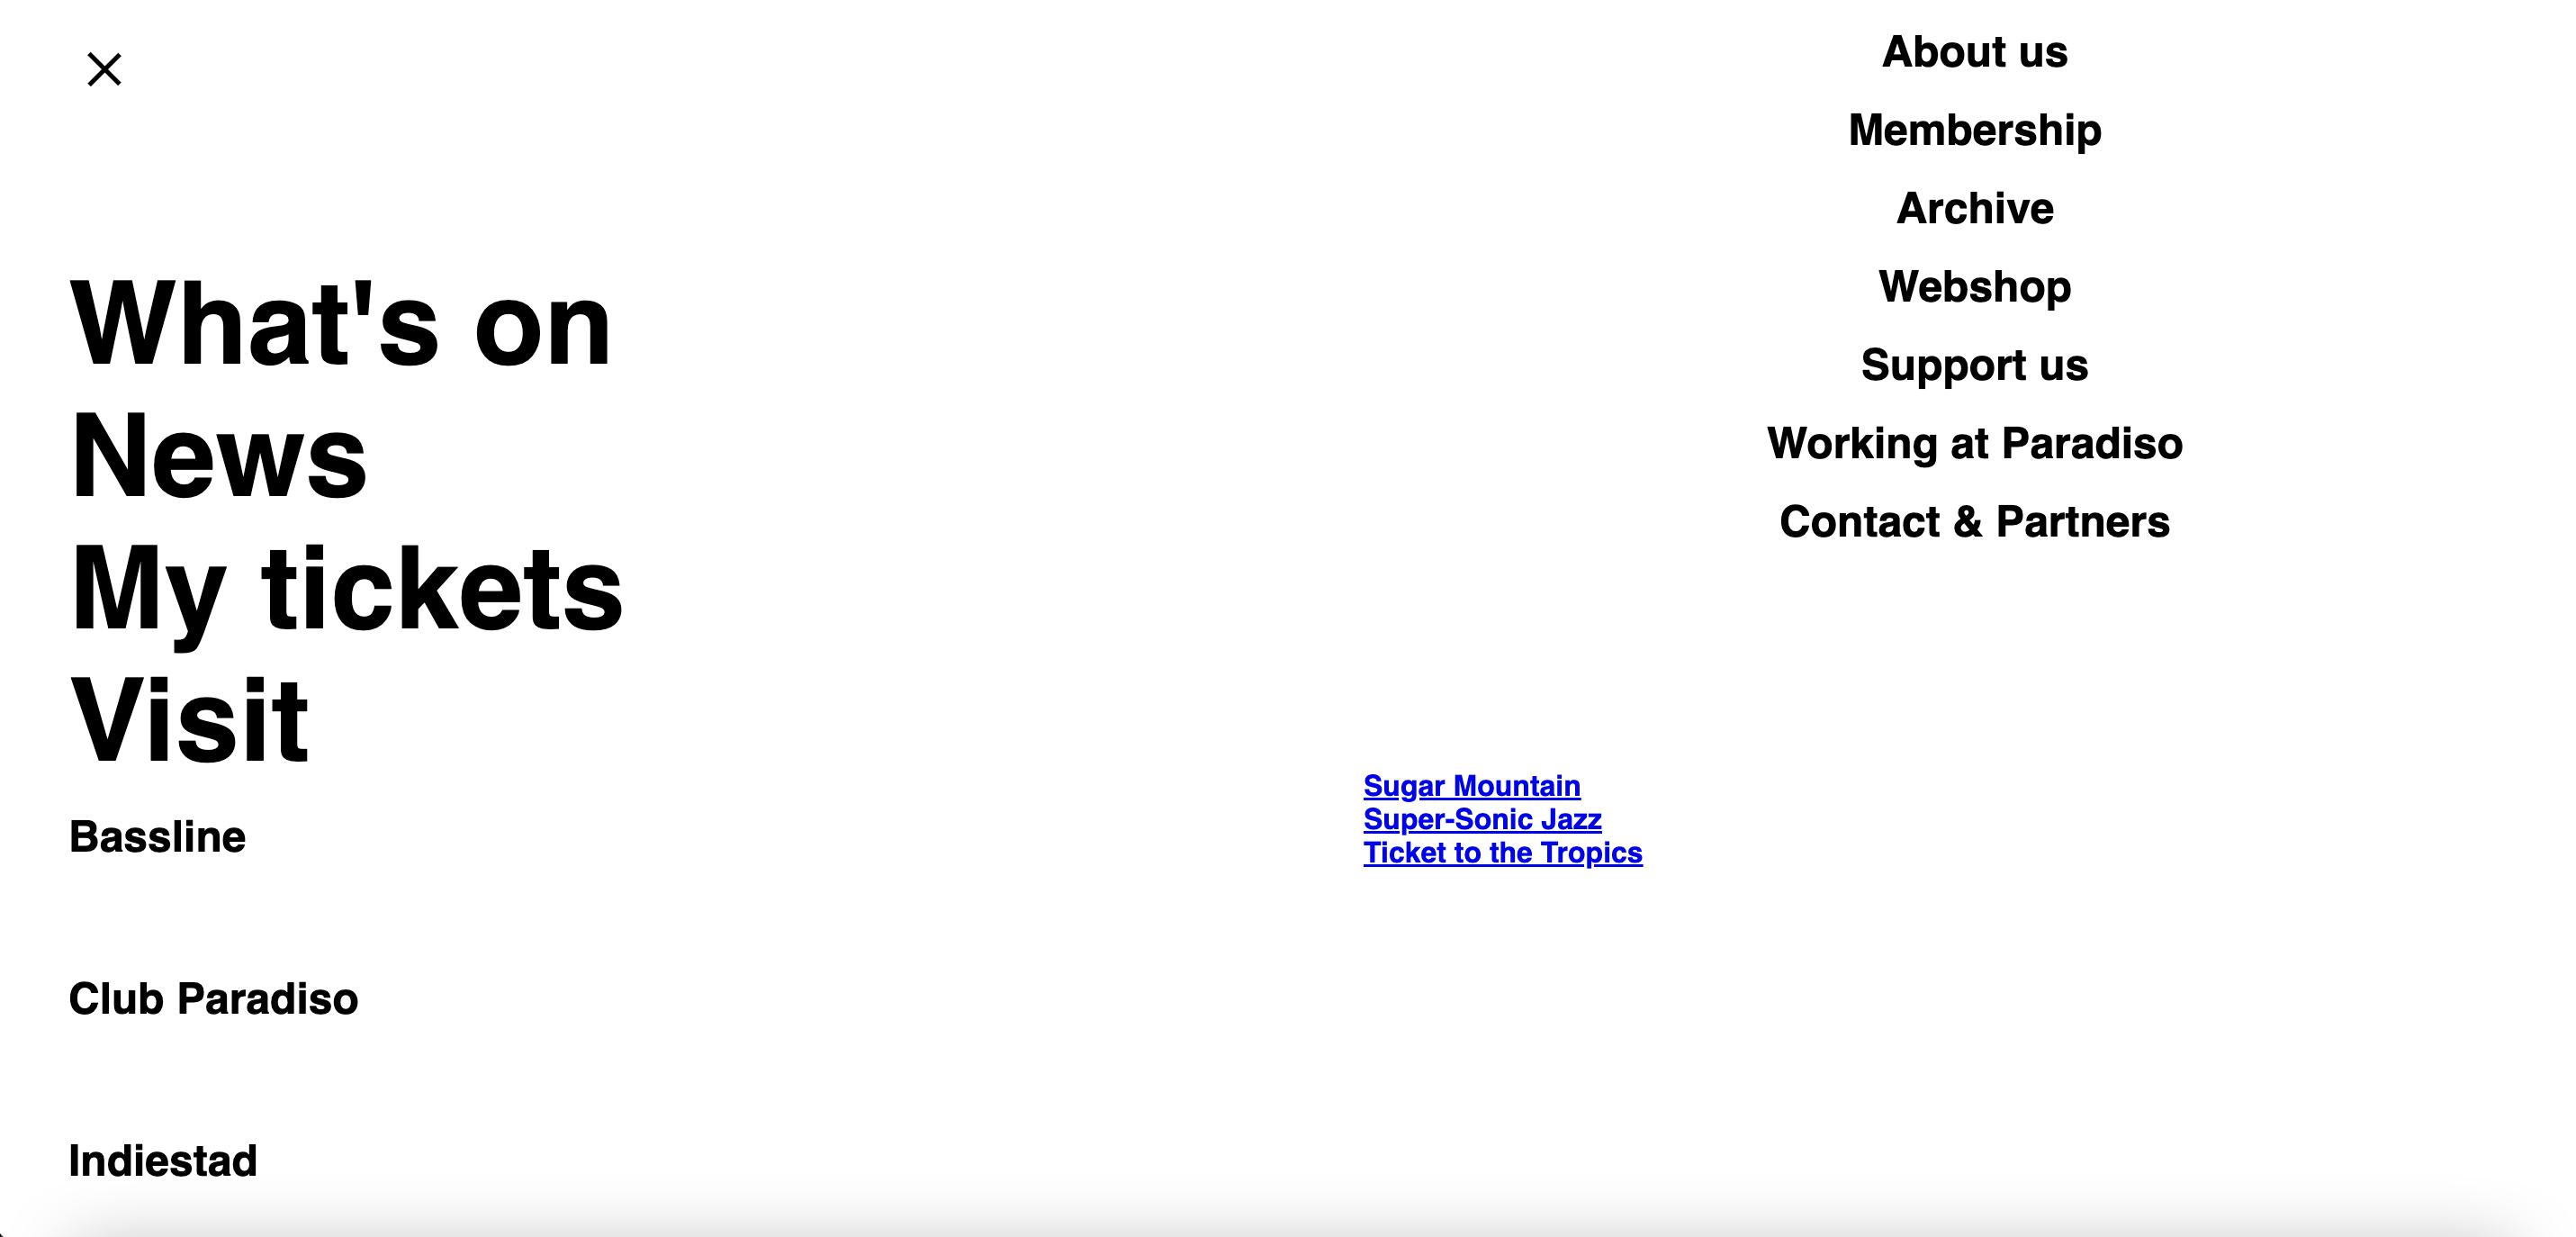 What's on
News
My tickets
Visit
Bassline
Club Paradiso
Indiestad
About us
Membership
Archive
Webshop
Support us
Working at Paradiso
Contact & Partners
Sugar Mountain
Super-Sonic Jazz
Ticket to the Tropics